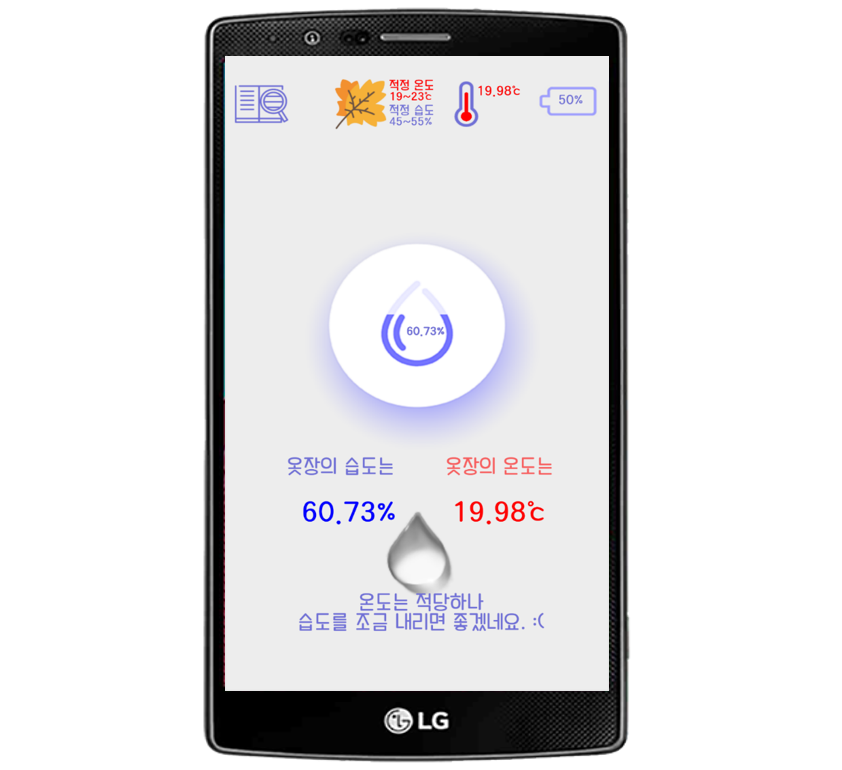 적정 온도
19~23℃
적정 습도
45~55%
19.98℃
50%
60.73%
옷장의 습도는
옷장의 온도는
60.73%
19.98℃
온도는 적당하나
습도를 조금 내리면 좋겠네요. :(
LG